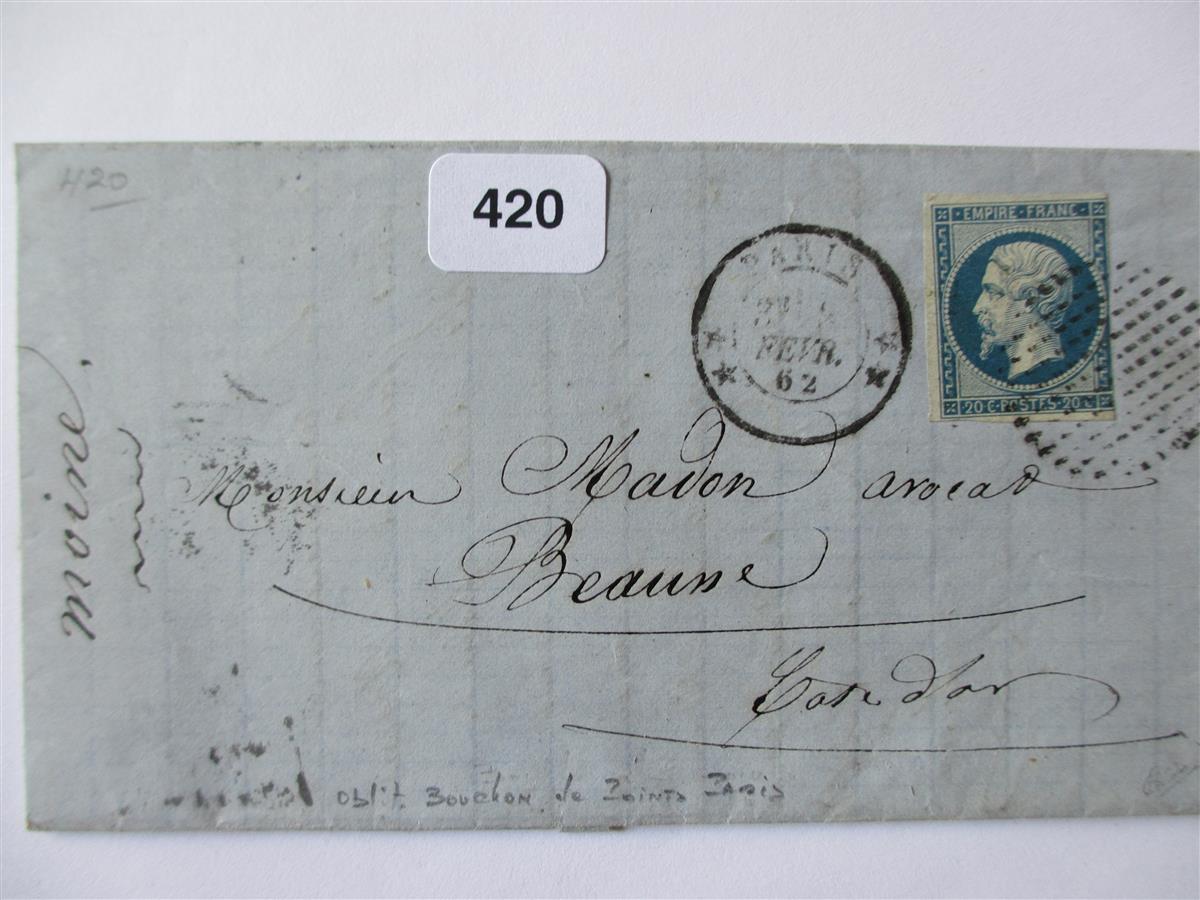 420
420
EMPIRE · FRANC ·
PARIS
FEVR.
62
20 C · POSTES · 20 C
moine.
Monsieur Madon avocat
Beaune
Cote d'or
oblit. Bouchon de Points Paris